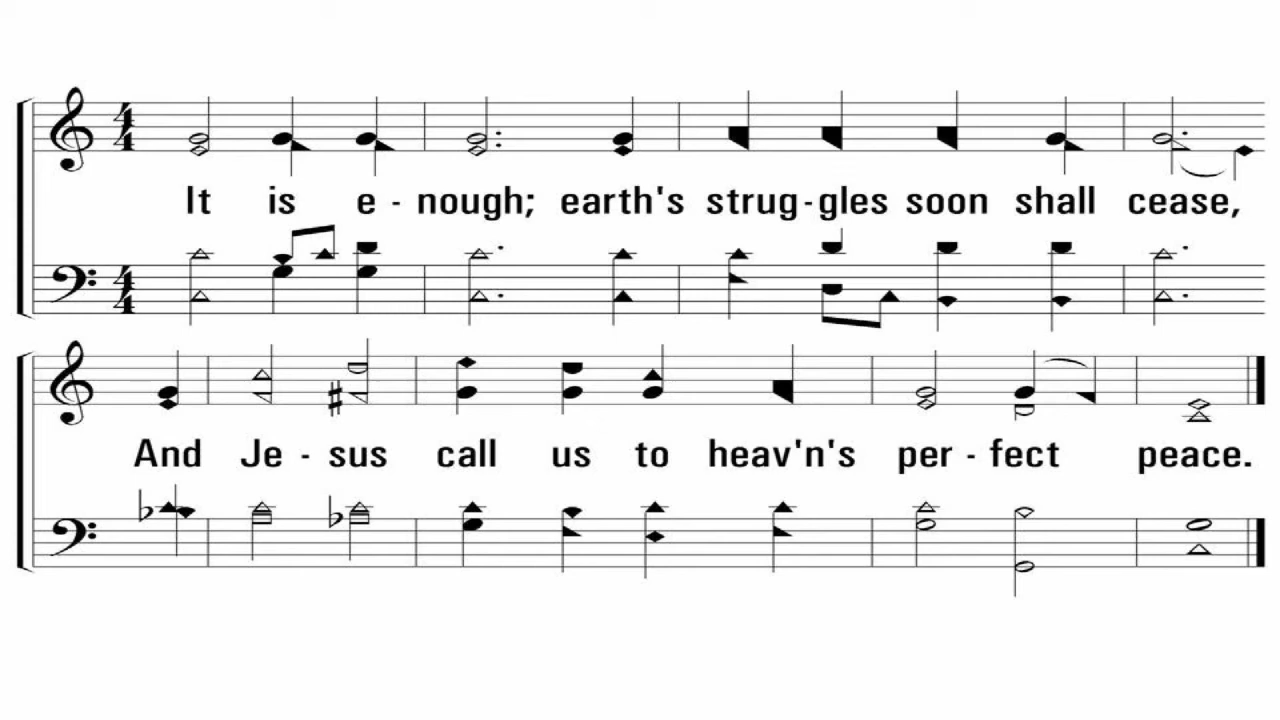 It is e - nough; earth's strug - gles soon shall cease,
And Je - sus call us to heav'n's per - fect peace.